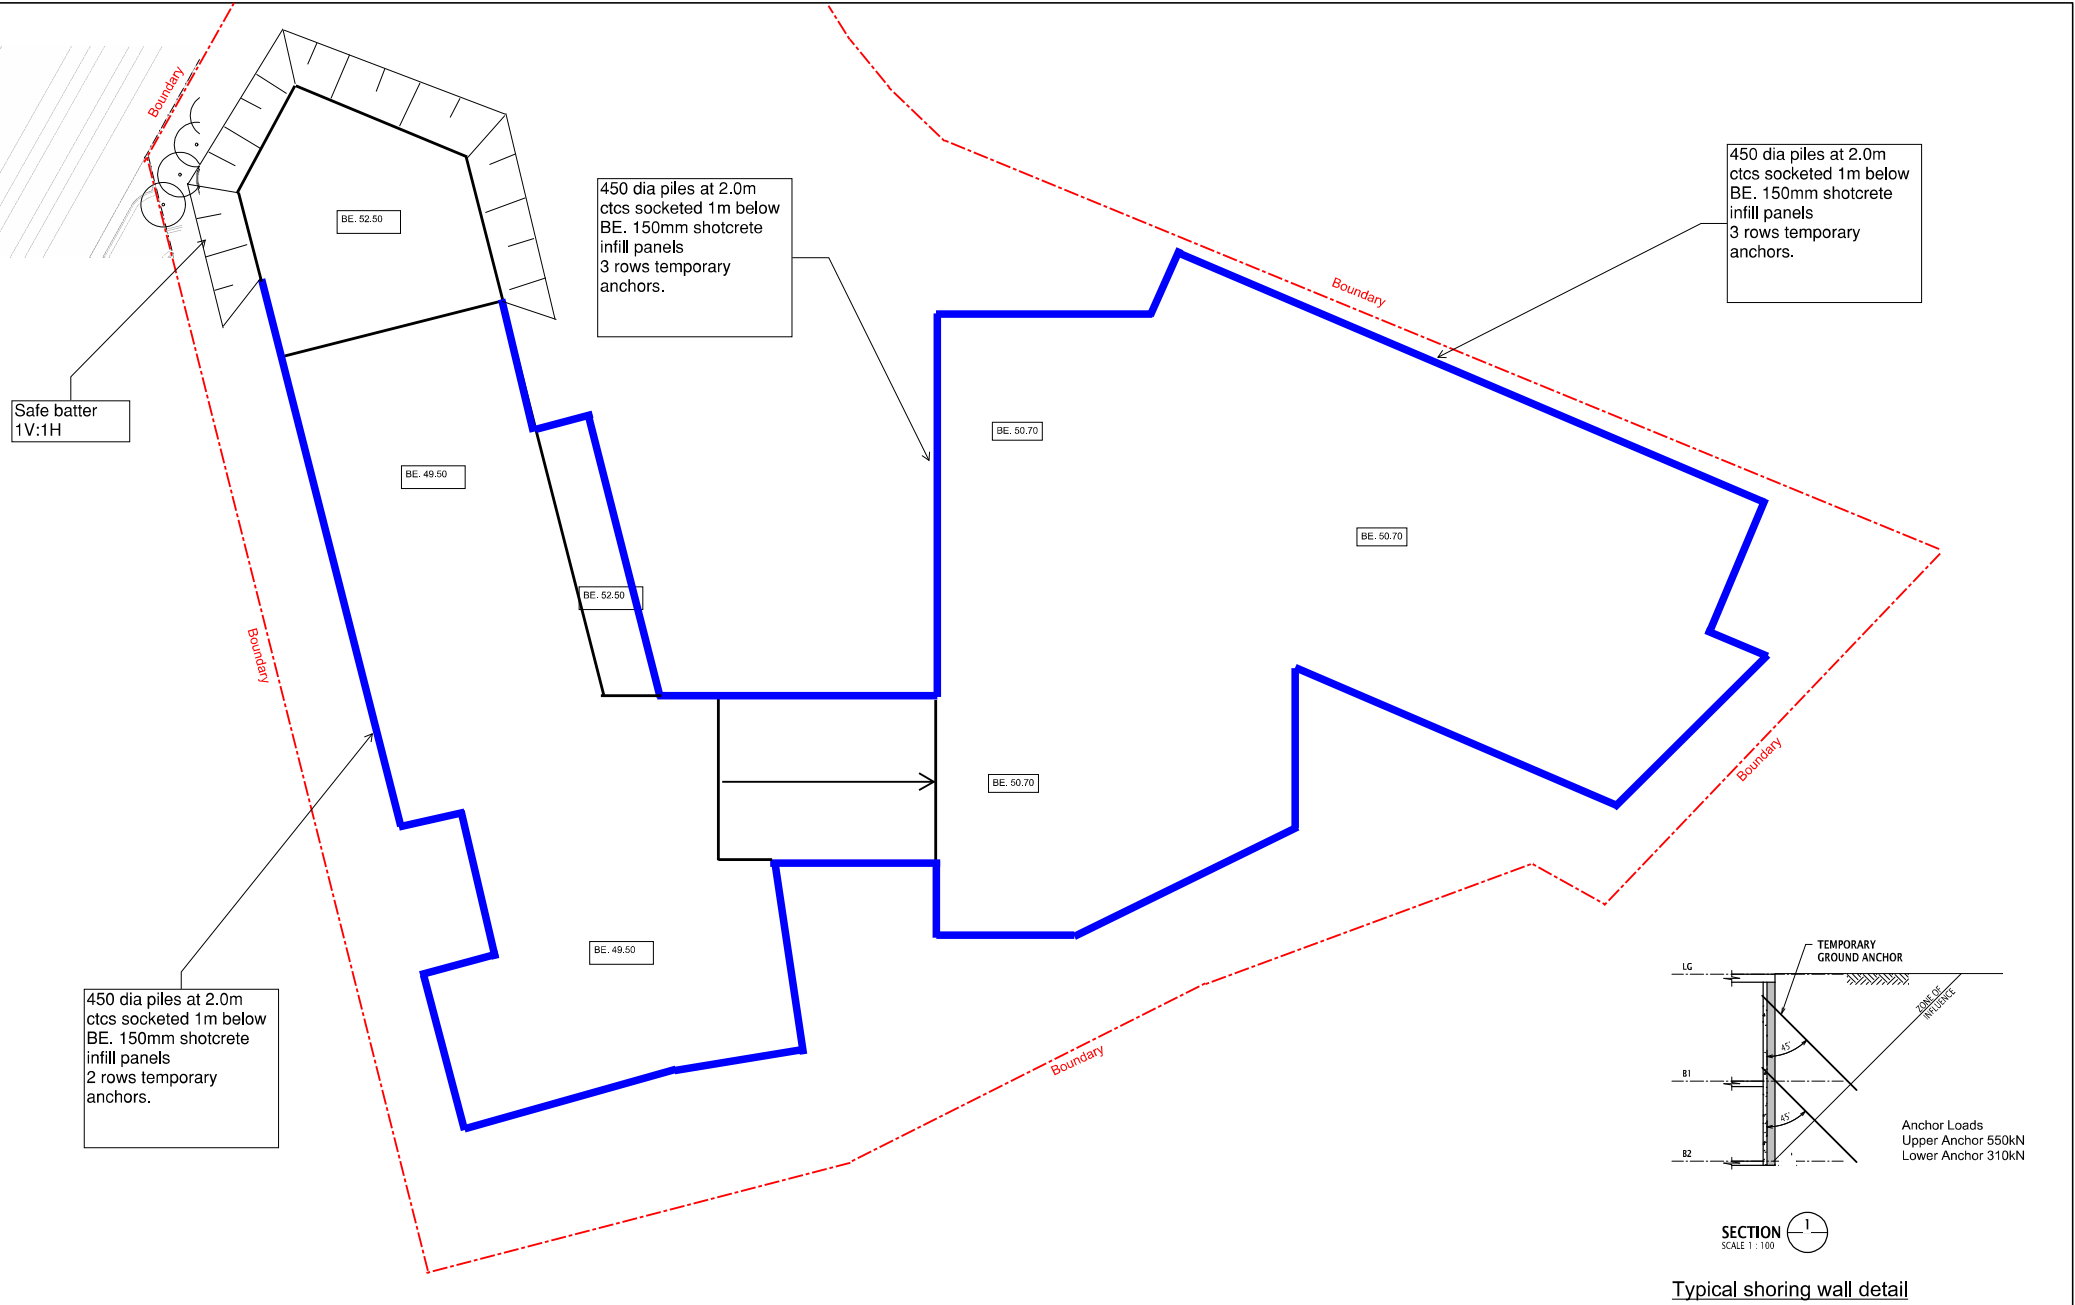 Boundary
BE. 52.50
450 dia piles at 2.0m
ctcs socketed 1m below
BE. 150mm shotcrete
infill panels
3 rows temporary
anchors.
450 dia piles at 2.0m
ctcs socketed 1m below
BE. 150mm shotcrete
infill panels
3 rows temporary
anchors.
Boundary
Safe batter
1V:1H
BE. 49.50
BE. 50.70
BE. 50.70
BE. 52.50
Boundary
BE. 50.70
Boundary
BE. 49.50
450 dia piles at 2.0m
ctcs socketed 1m below
BE. 150mm shotcrete
infill panels
2 rows temporary
anchors.
Boundary
TEMPORARY
GROUND ANCHOR
LG
ZONE OF
INFLUENCE
45°
B1
45°
B2
Anchor Loads
Upper Anchor 550kN
Lower Anchor 310kN
SECTION 1
SCALE 1 : 100
Typical shoring wall detail